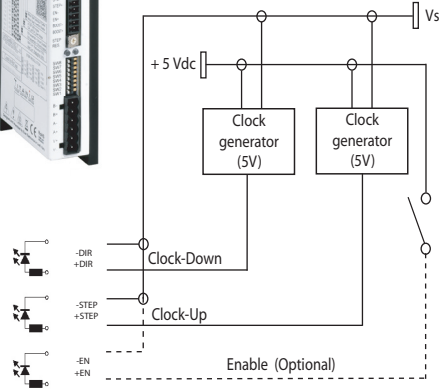 Vs
+ 5 Vdc
Clock
generator
(5V)
Clock
generator
(5V)
-DIR
+DIR
Clock-Down
-STEP
+STEP
Clock-Up
-EN
+EN
Enable (Optional)